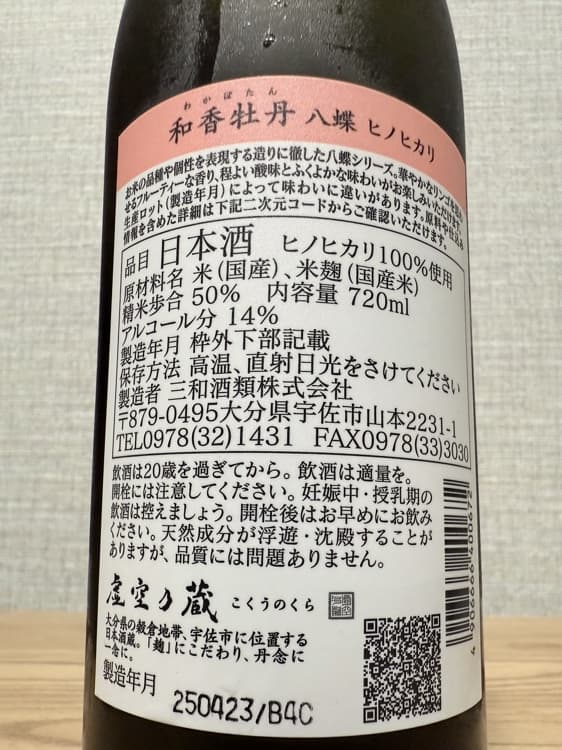 わかぼたん
和香牡丹 八蝶 ヒノヒカリ
お米の品種や個性を表現する造りに徹した八蝶シリーズ。華やかなリンゴを思わ
せるフルーティーな香り、程よい酸味とふくよかな味わいがお楽しみいただけ
生産ロット(製造年月)によって味わいに違いがあります。原料や仕込み
情報を含めた詳細は下記二次元コードからご確認いただけます。
品目 日本酒 ヒノヒカリ100%使用
原材料名 米(国産)、米麹(国産米)
精米歩合 50% 内容量 720ml
アルコール分 14%
製造年月 枠外下部記載
保存方法 高温、直射日光をさけてください
製造者 三和酒類株式会社
〒879-0495大分県宇佐市山本2231-1
TEL0978(32)1431 FAX0978(33)3030
飲酒は20歳を過ぎてから。飲酒は適量を。
開栓には注意してください。妊娠中・授乳期の
飲酒は控えましょう。開栓後はお早めにお飲み
ください。天然成分が浮遊・沈殿することが
ありますが、品質には問題ありません。
虚空乃蔵 こくうのくら
大分県の穀倉地帯、宇佐市に位置する
日本酒蔵。「麹」にこだわり、丹念に
一念に。
製造年月 250423/B4C
4 906666 400672